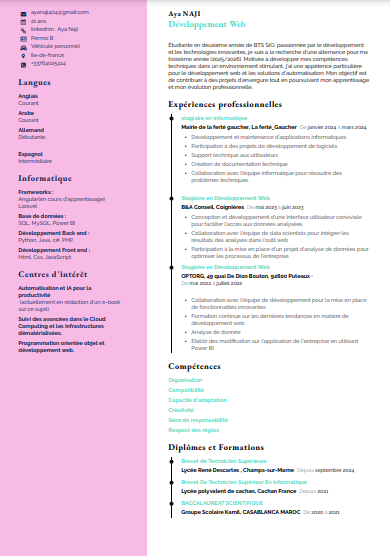 ayanaji404@gmail.com
21 ans
linkedinn : Aya Naji
Permis B
Véhicule personnel
Ile-de-france
Langues
Anglais
Courant
Arabe
Courant
Allemand
Débutante
Espagnol
Intermédiaire
Informatique
Frameworks :
Angular(en cours d'apprentissage)
Laravel
Base de données :
SQL, MySQL, Power BI
Développement Back end :
Python, Java, c#, PHP
Développement Front end :
Html, Css, JavaScript
Centres d'intérêt
Automatisation et IA pour la
productivité
(actuellement en rédaction d'un e-book
sur ce sujet).
Suivi des avancées dans le Cloud
Computing et les infrastructures
dématérialisées.
Programmation orientée objet et
développement web.
Aya NAJI
Développement Web
Étudiante en deuxième année de BTS SIO, passionnée par le développement
et les technologies innovantes, je suis à la recherche d'une alternance pour ma
troisième année (2025/2026). Motivée à développer mes compétences
techniques dans un environnement stimulant, j'ai une appétence particulière
pour le développement web et les solutions d'automatisation. Mon objectif est
de contribuer à des projets d'envergure tout en poursuivant mon apprentissage
et mon évolution professionnelle.
Expériences professionnelles
stagiaire en informatique
Mairie de la ferté gaucher, La ferté_Gaucher De janvier 2024 à mars 2024
• Développement et maintenance d'applications informatiques
• Participation à des projets de développement de logiciels
• Support technique aux utilisateurs
• Création de documentation technique
• Collaboration avec l'équipe informatique pour résoudre des
problèmes techniques.
Stagiaire en Développement Web
B&A Conseil, Coignières De mai 2023 à juin 2023
• Conception et développement d'une interface utilisateur conviviale
pour faciliter l'accès aux données analysées
• Collaboration avec l'équipe de data scientists pour intégrer les
résultats des analyses dans l'outil web
• Participation à la mise en place d'un projet d'analyse de données pour
optimiser les processus de l'entreprise
Stagiaire en Développement Web
OPTORG, 49 quai De Dion Bouton, 92800 Puteaux -
De mai 2022 à juillet 2022
• Collaboration avec l'équipe de développement pour la mise en place
de fonctionnalités innovantes
• Formation continue sur les dernières tendances en matière de
développement web
• Analyse de donnée
• Etablir des modification sur l'application de l'entreprise en utilisant
Power BI
Compétences
Organisation
Compatibilité
Capacité d'adaptation
Créativité
Sens de responsabilité
Respect des règles
Diplômes et Formations
Brevet de Technicien Supérieure
Lycée René Descartes , Champs-sur-Marne Depuis septembre 2024
Brevet De Technicien Supérieur En Informatique
Lycée polyvalent de cachan, Cachan France Depuis 2021
BACCALAUREAT SCIENTIFIQUE
Groupe Scolaire Kamil, CASABLANCA MAROC De 2020 à 2021